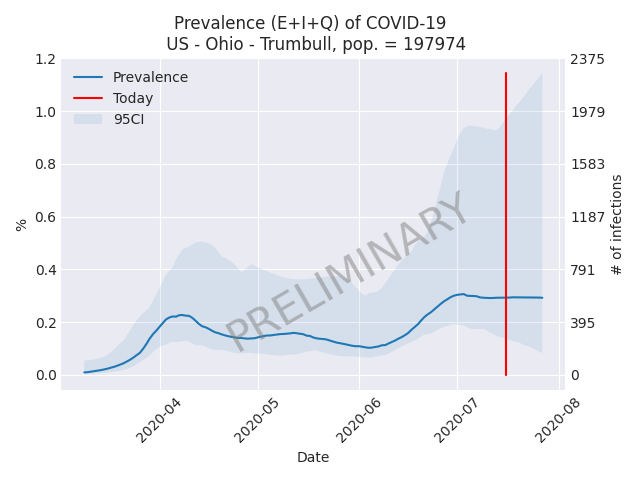 Prevalence (E+I+Q) of COVID-19
US - Ohio - Trumbull, pop. = 197974
Prevalence
Today
95CI
PRELIMINARY
%
1.2
1.0
0.8
0.6
0.4
0.2
0.0
2375
1979
1583
1187
791
395
0
# of infections
2020-04
2020-05
2020-06
2020-07
2020-08
Date